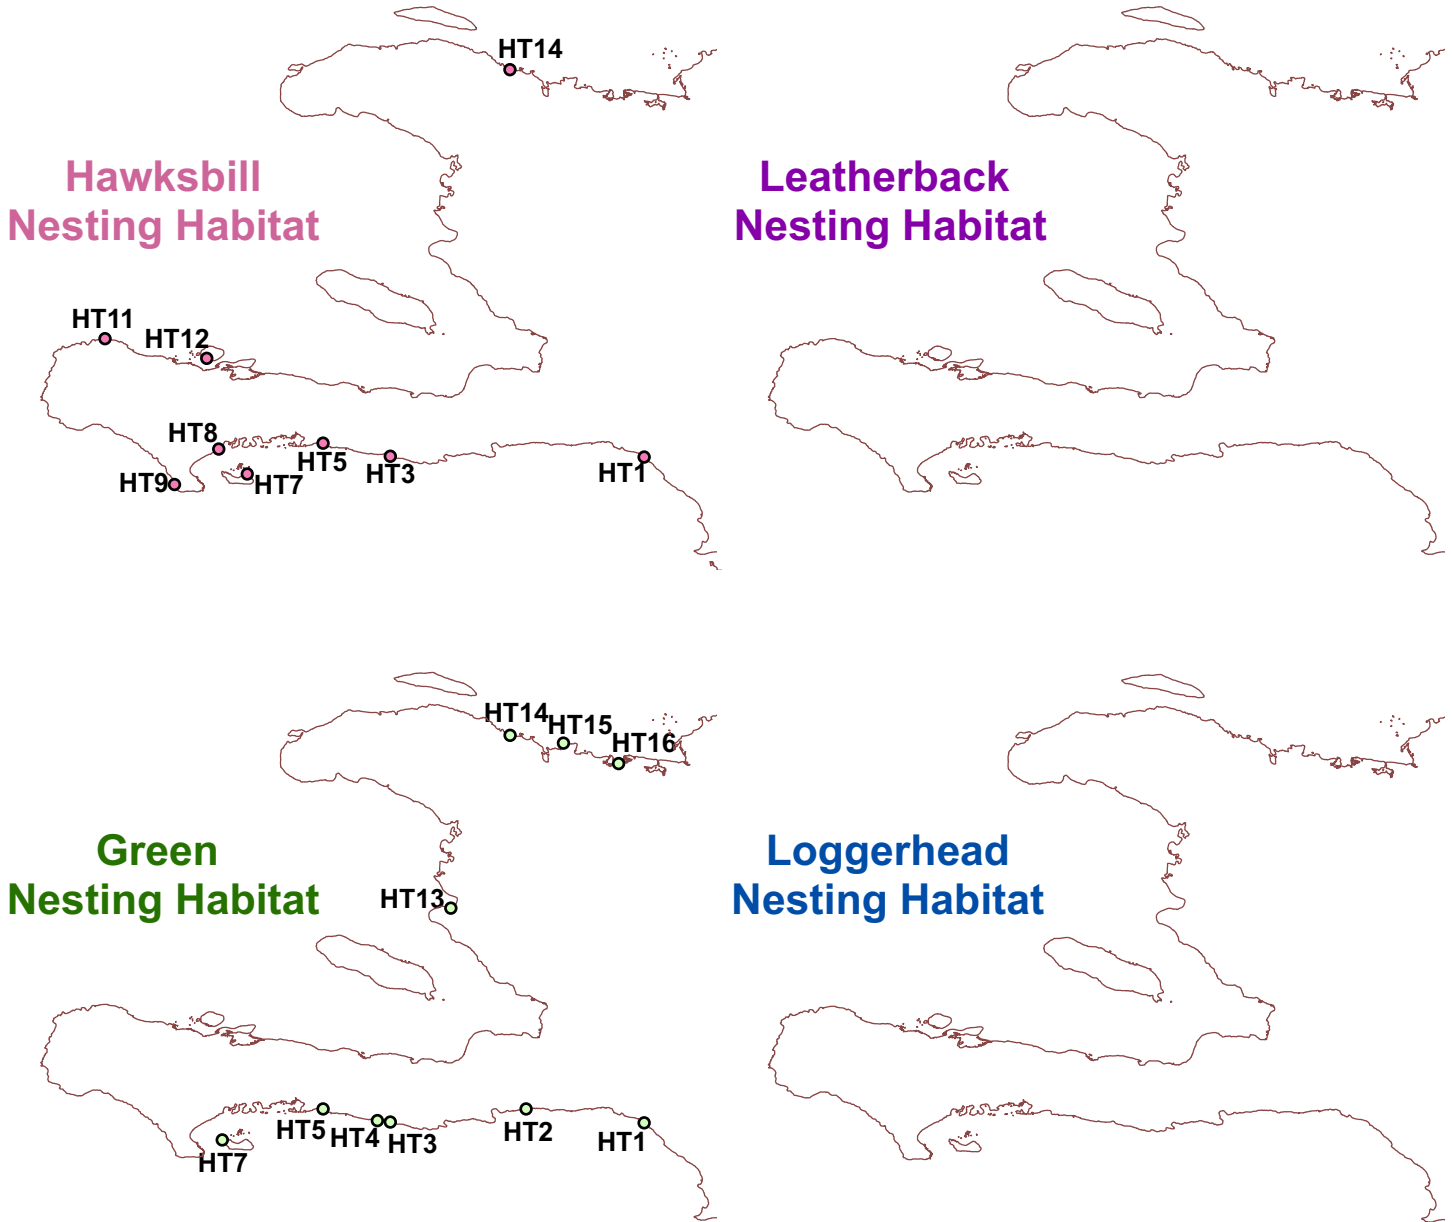 HT14
Hawksbill
Nesting Habitat
Leatherback
Nesting Habitat
HT11
HT12
HT8
HT5
HT3
HT1
HT9
HT7
HT14
HT15
HT16
Green
Nesting Habitat
Loggerhead
Nesting Habitat
HT13
HT5
HT4
HT3
HT2
HT1
HT7